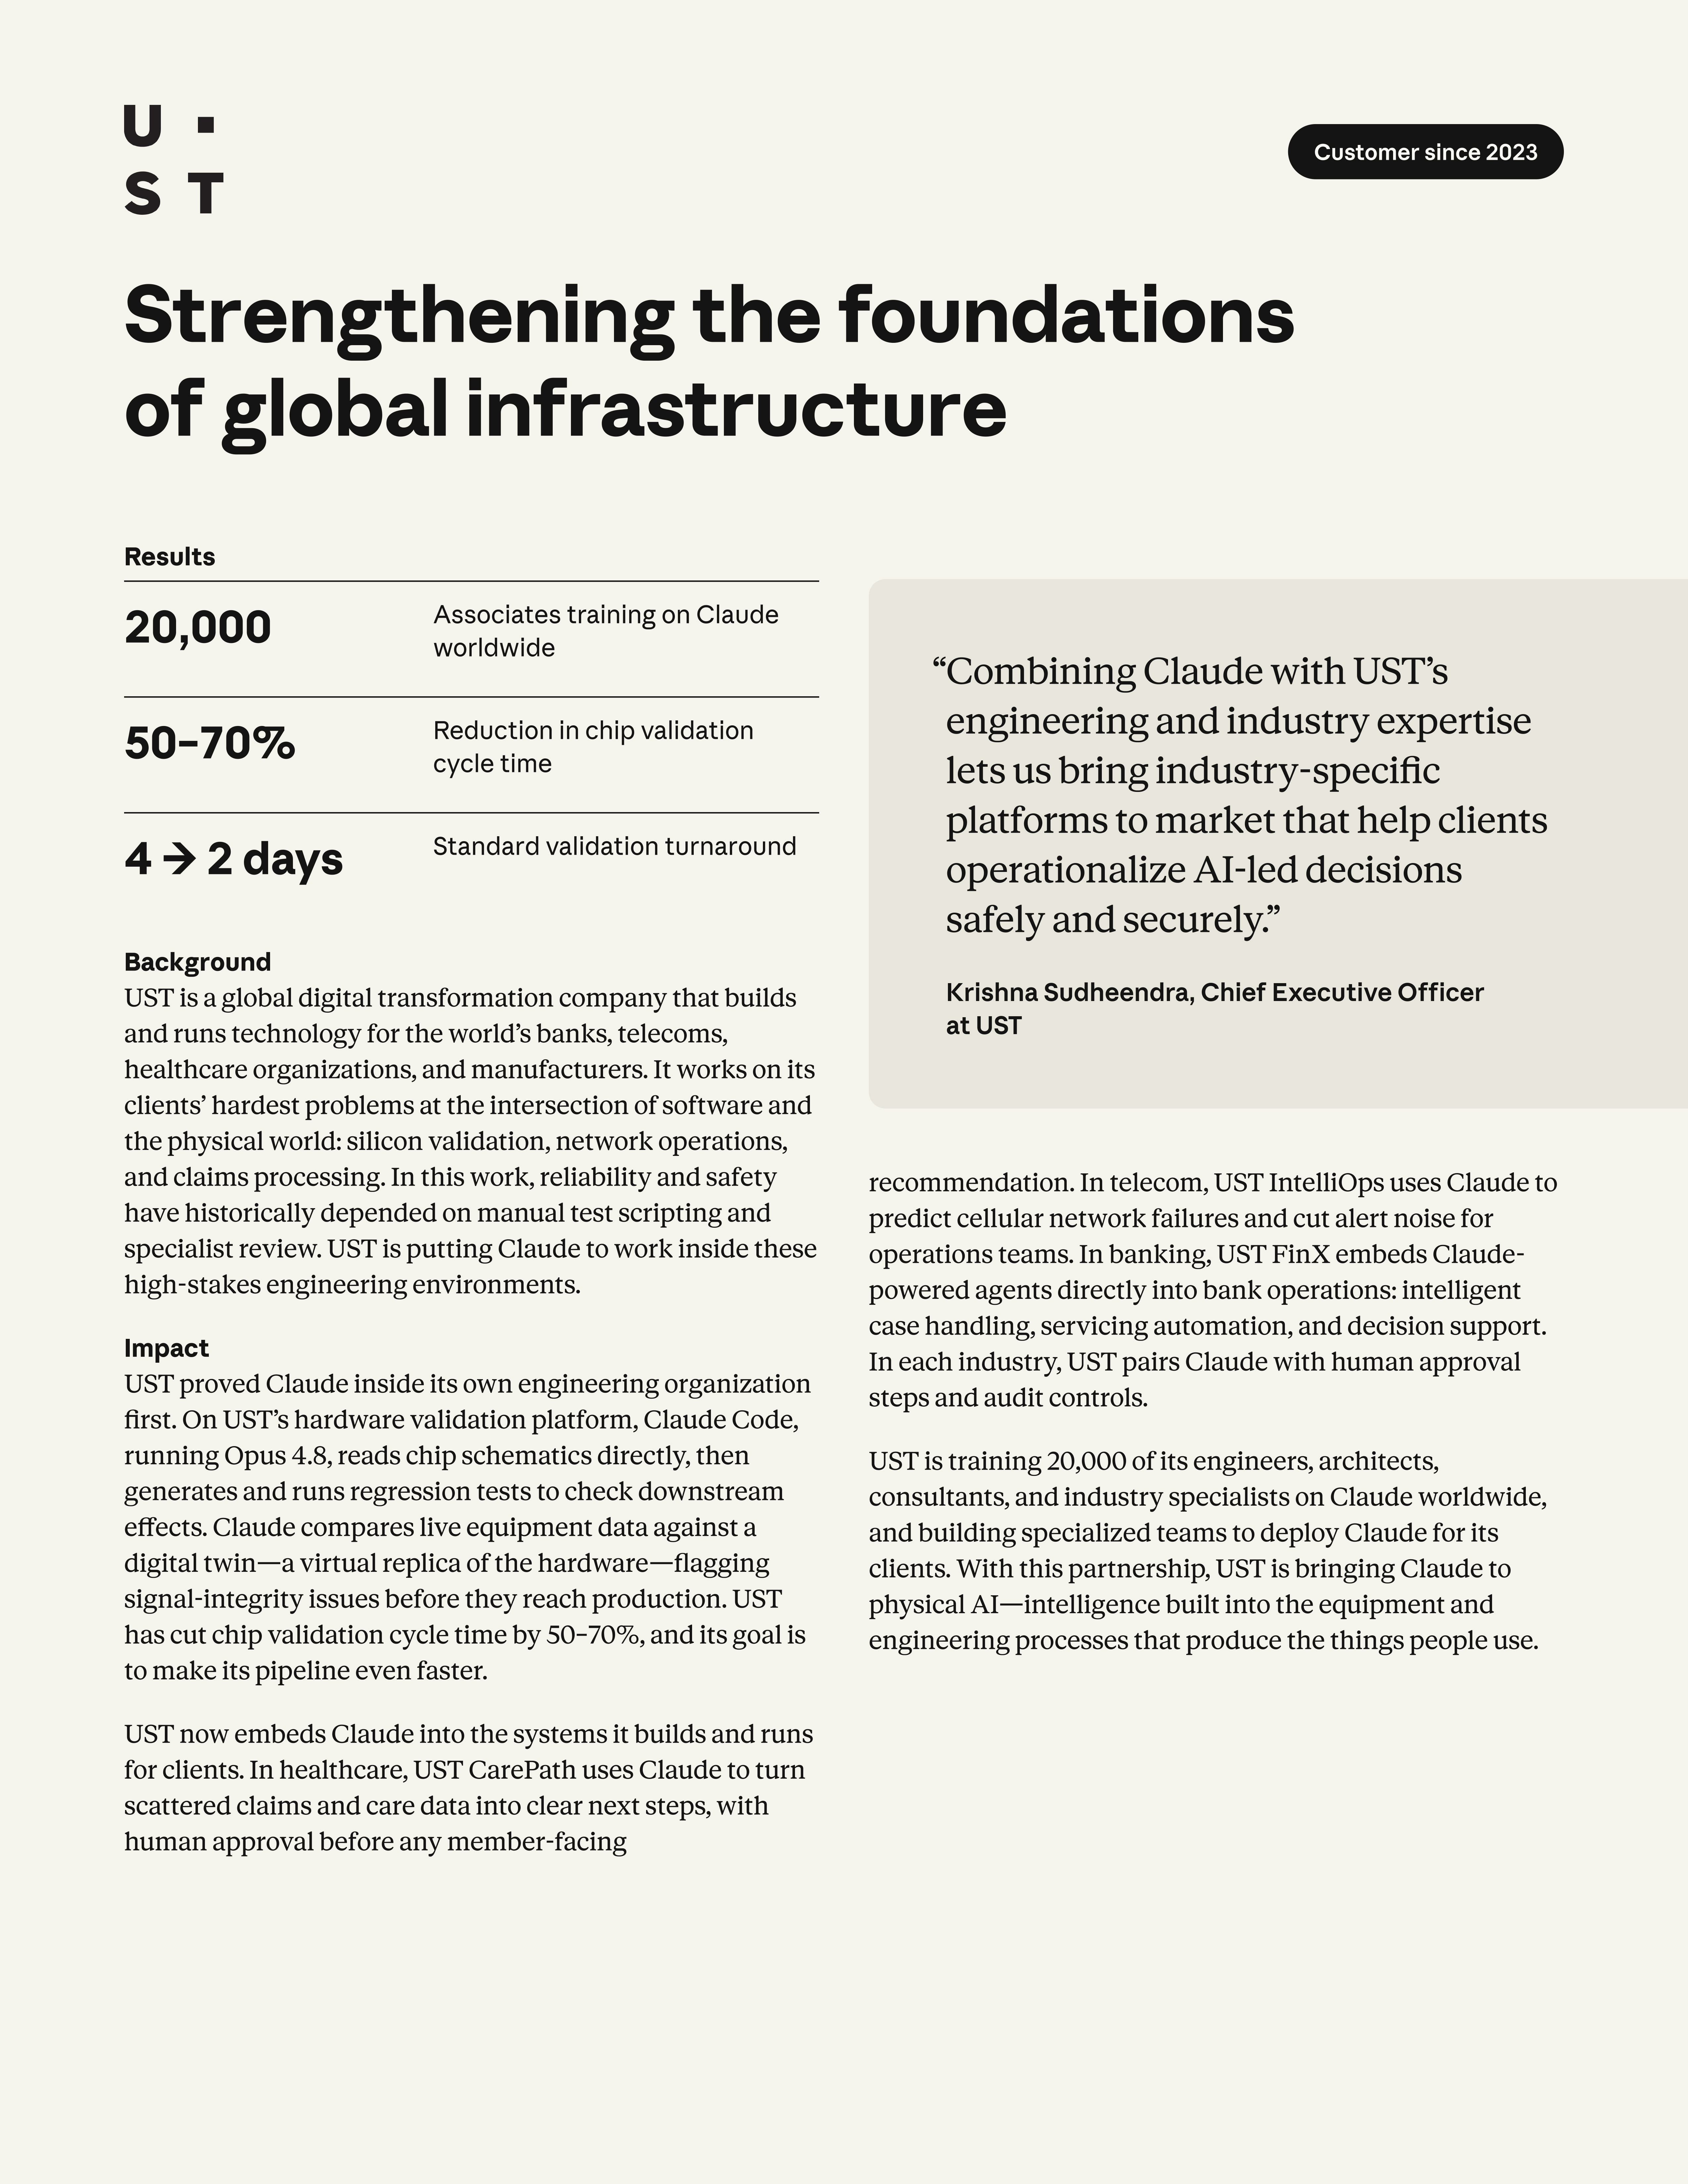 U ▪
S T
Customer since 2023
Strengthening the foundations
of global infrastructure
Results
20,000
Associates training on Claude
worldwide
50–70%
Reduction in chip validation
cycle time
4 → 2 days
Standard validation turnaround
Background
UST is a global digital transformation company that builds
and runs technology for the world’s banks, telecoms,
healthcare organizations, and manufacturers. It works on its
clients’ hardest problems at the intersection of software and
the physical world: silicon validation, network operations,
and claims processing. In this work, reliability and safety
have historically depended on manual test scripting and
specialist review. UST is putting Claude to work inside these
high-stakes engineering environments.
Impact
UST proved Claude inside its own engineering organization
first. On UST’s hardware validation platform, Claude Code,
running Opus 4.8, reads chip schematics directly, then
generates and runs regression tests to check downstream
effects. Claude compares live equipment data against a
digital twin—a virtual replica of the hardware—flagging
signal-integrity issues before they reach production. UST
has cut chip validation cycle time by 50–70%, and its goal is
to make its pipeline even faster.
UST now embeds Claude into the systems it builds and runs
for clients. In healthcare, UST CarePath uses Claude to turn
scattered claims and care data into clear next steps, with
human approval before any member-facing
“Combining Claude with UST’s
engineering and industry expertise
lets us bring industry-specific
platforms to market that help clients
operationalize AI-led decisions
safely and securely.”
Krishna Sudheendra, Chief Executive Officer
at UST
recommendation. In telecom, UST IntelliOps uses Claude to
predict cellular network failures and cut alert noise for
operations teams. In banking, UST FinX embeds Claude-
powered agents directly into bank operations: intelligent
case handling, servicing automation, and decision support.
In each industry, UST pairs Claude with human approval
steps and audit controls.
UST is training 20,000 of its engineers, architects,
consultants, and industry specialists on Claude worldwide,
and building specialized teams to deploy Claude for its
clients. With this partnership, UST is bringing Claude to
physical AI—intelligence built into the equipment and
engineering processes that produce the things people use.